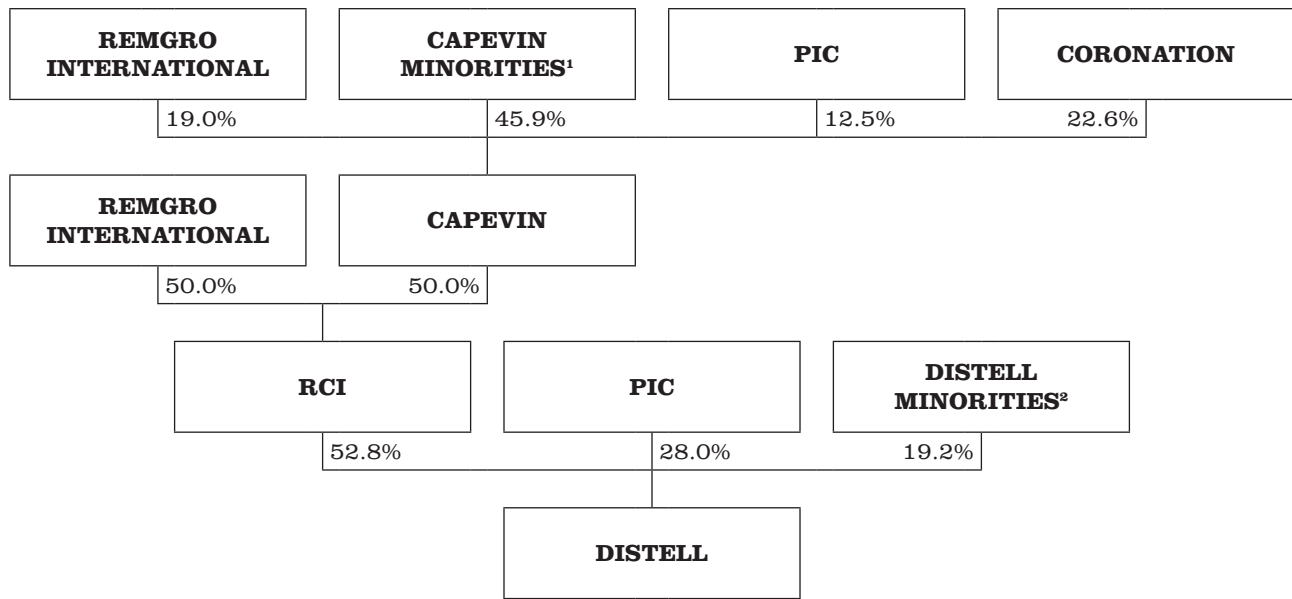 REMGRO
INTERNATIONAL
CAPEVIN
MINORITIES¹
PIC
CORONATION
19.0%
45.9%
12.5%
22.6%
REMGRO
INTERNATIONAL
CAPEVIN
50.0%
50.0%
RCI
PIC
DISTELL
MINORITIES²
52.8%
28.0%
19.2%
DISTELL